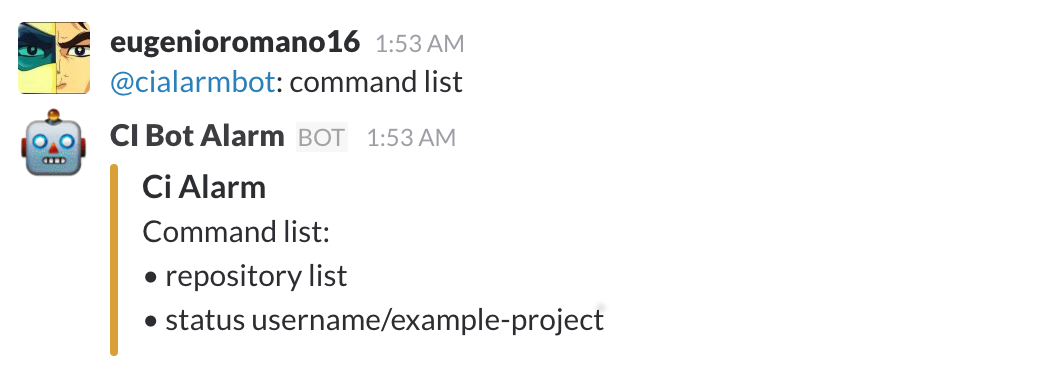 eugenioromano16 1:53 AM
@cialarmbot: command list
CI Bot Alarm BOT 1:53 AM
Ci Alarm
Command list:
• repository list
• status username/example-project